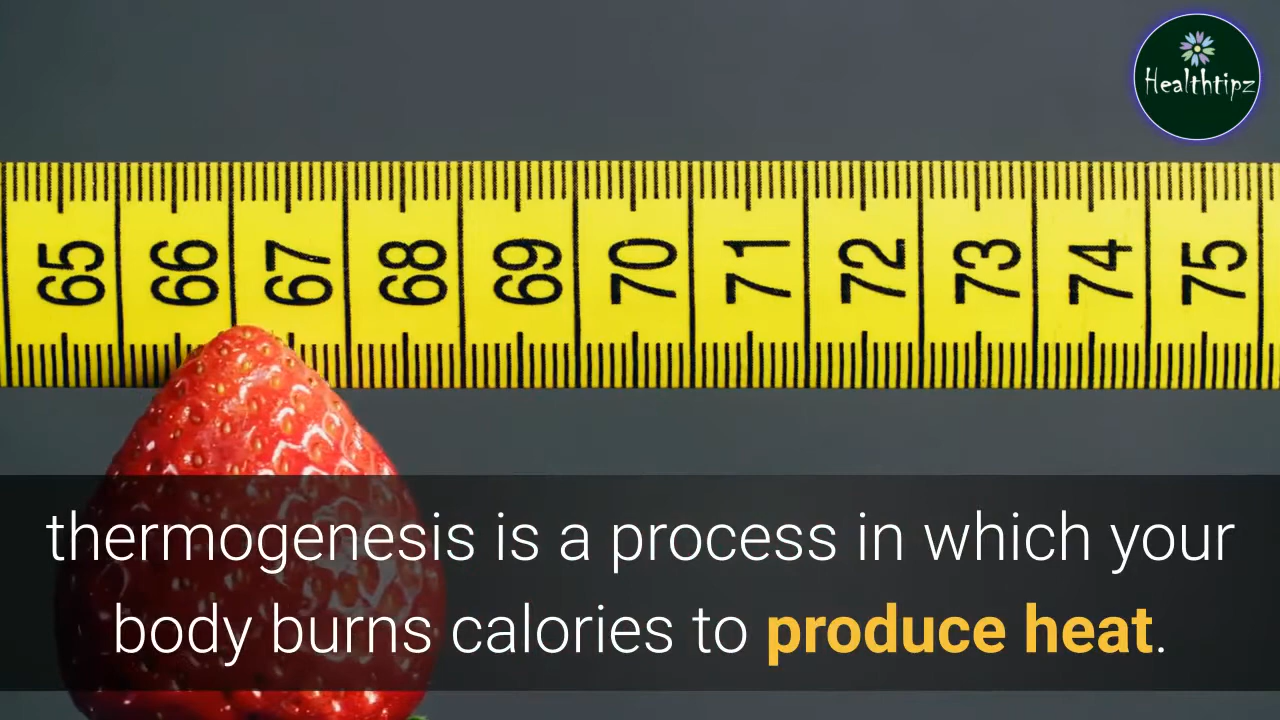 Healthtipz
65 66 67 68 69 70 71 72 73 74 75
thermogenesis is a process in which your
body burns calories to produce heat.